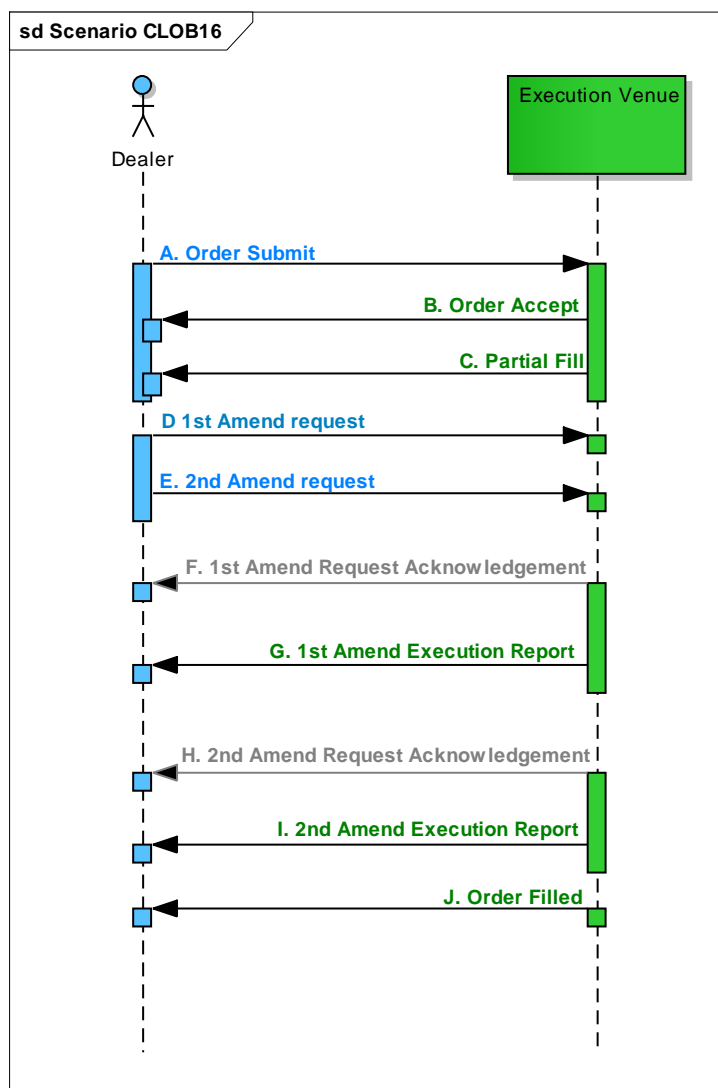 sd Scenario CLOB16
Execution Venue
Dealer
A. Order Submit
B. Order Accept
C. Partial Fill
D 1st Amend request
E. 2nd Amend request
F. 1st Amend Request Acknowledgement
G. 1st Amend Execution Report
H. 2nd Amend Request Acknowledgement
I. 2nd Amend Execution Report
J. Order Filled